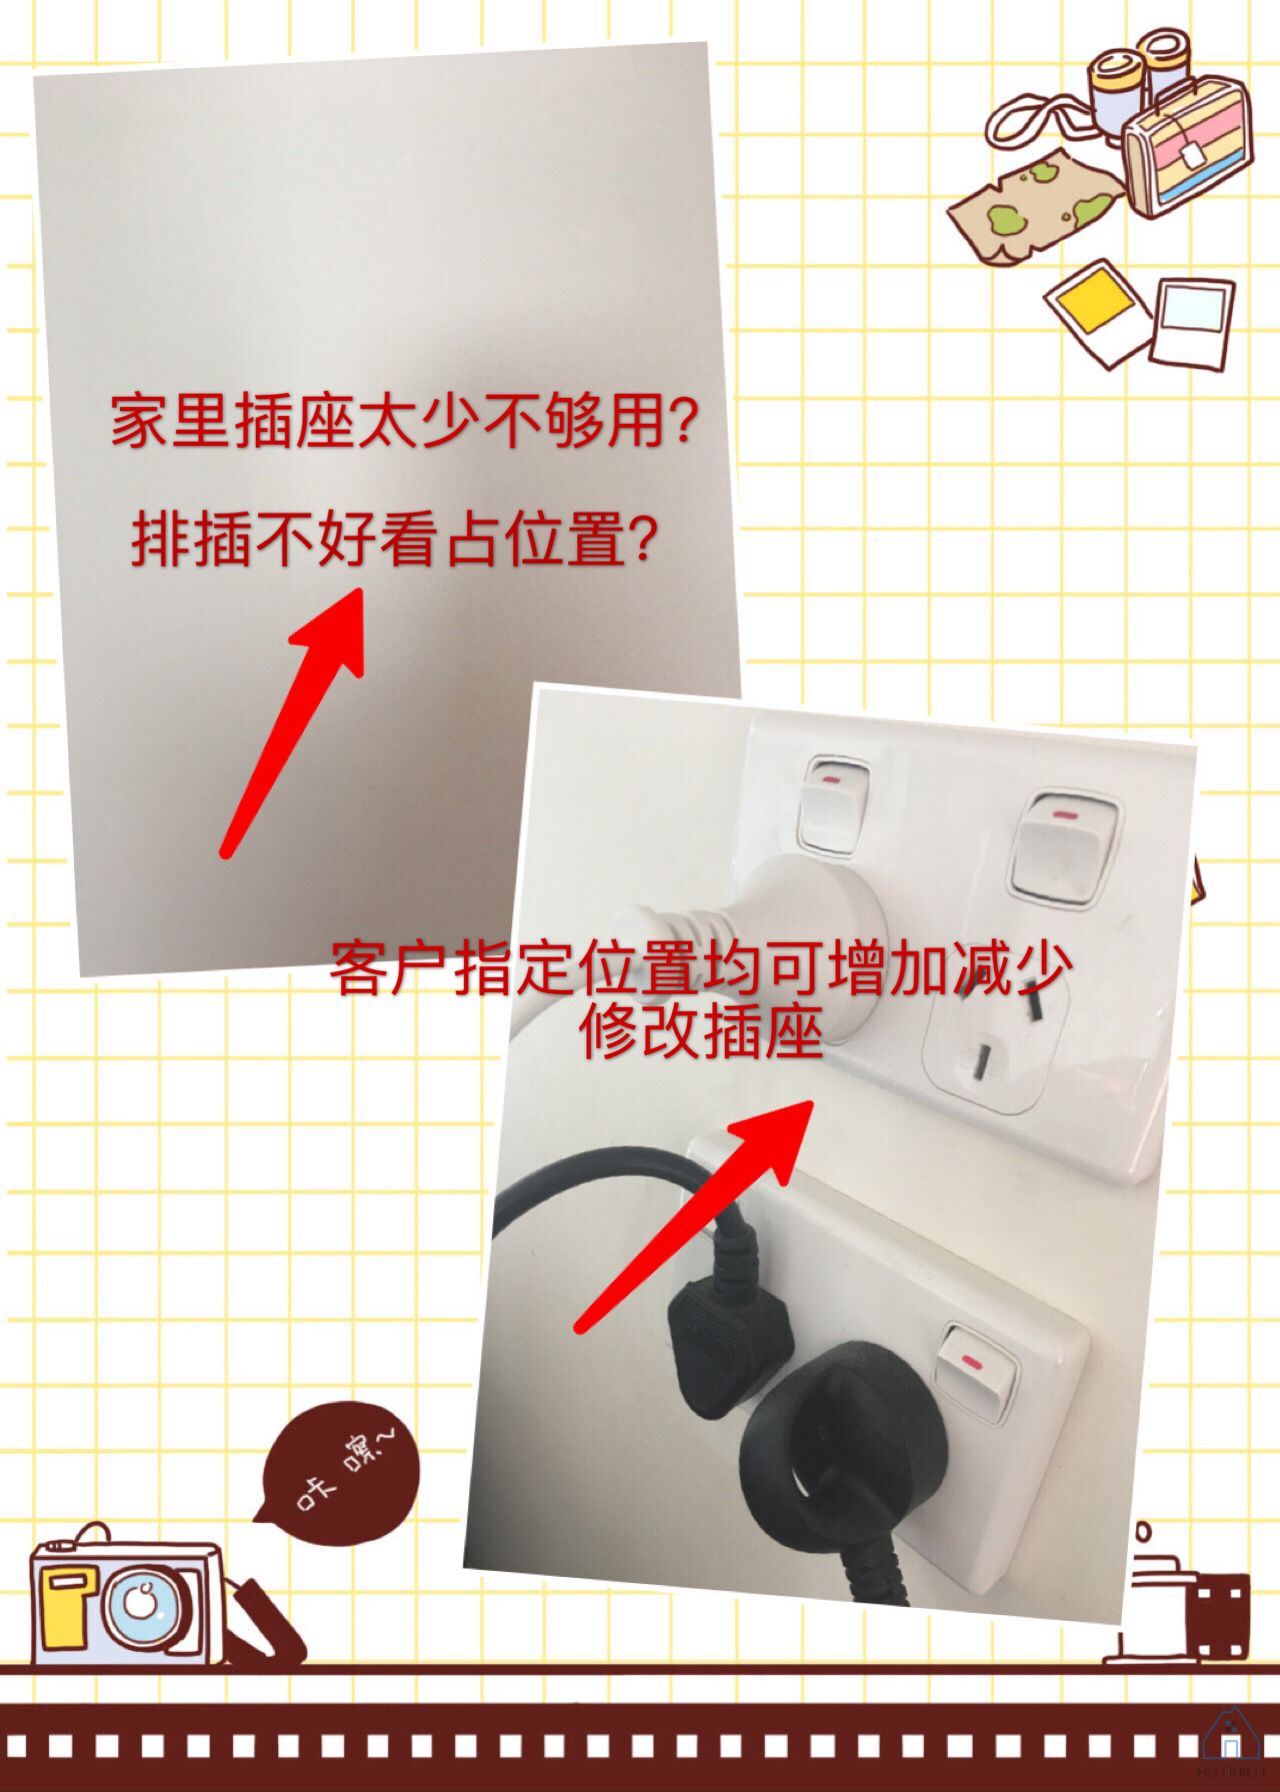 家里插座太少不够用?
排插不好看占位置?
客户指定位置均可增加减少
修改插座
咔嚓~